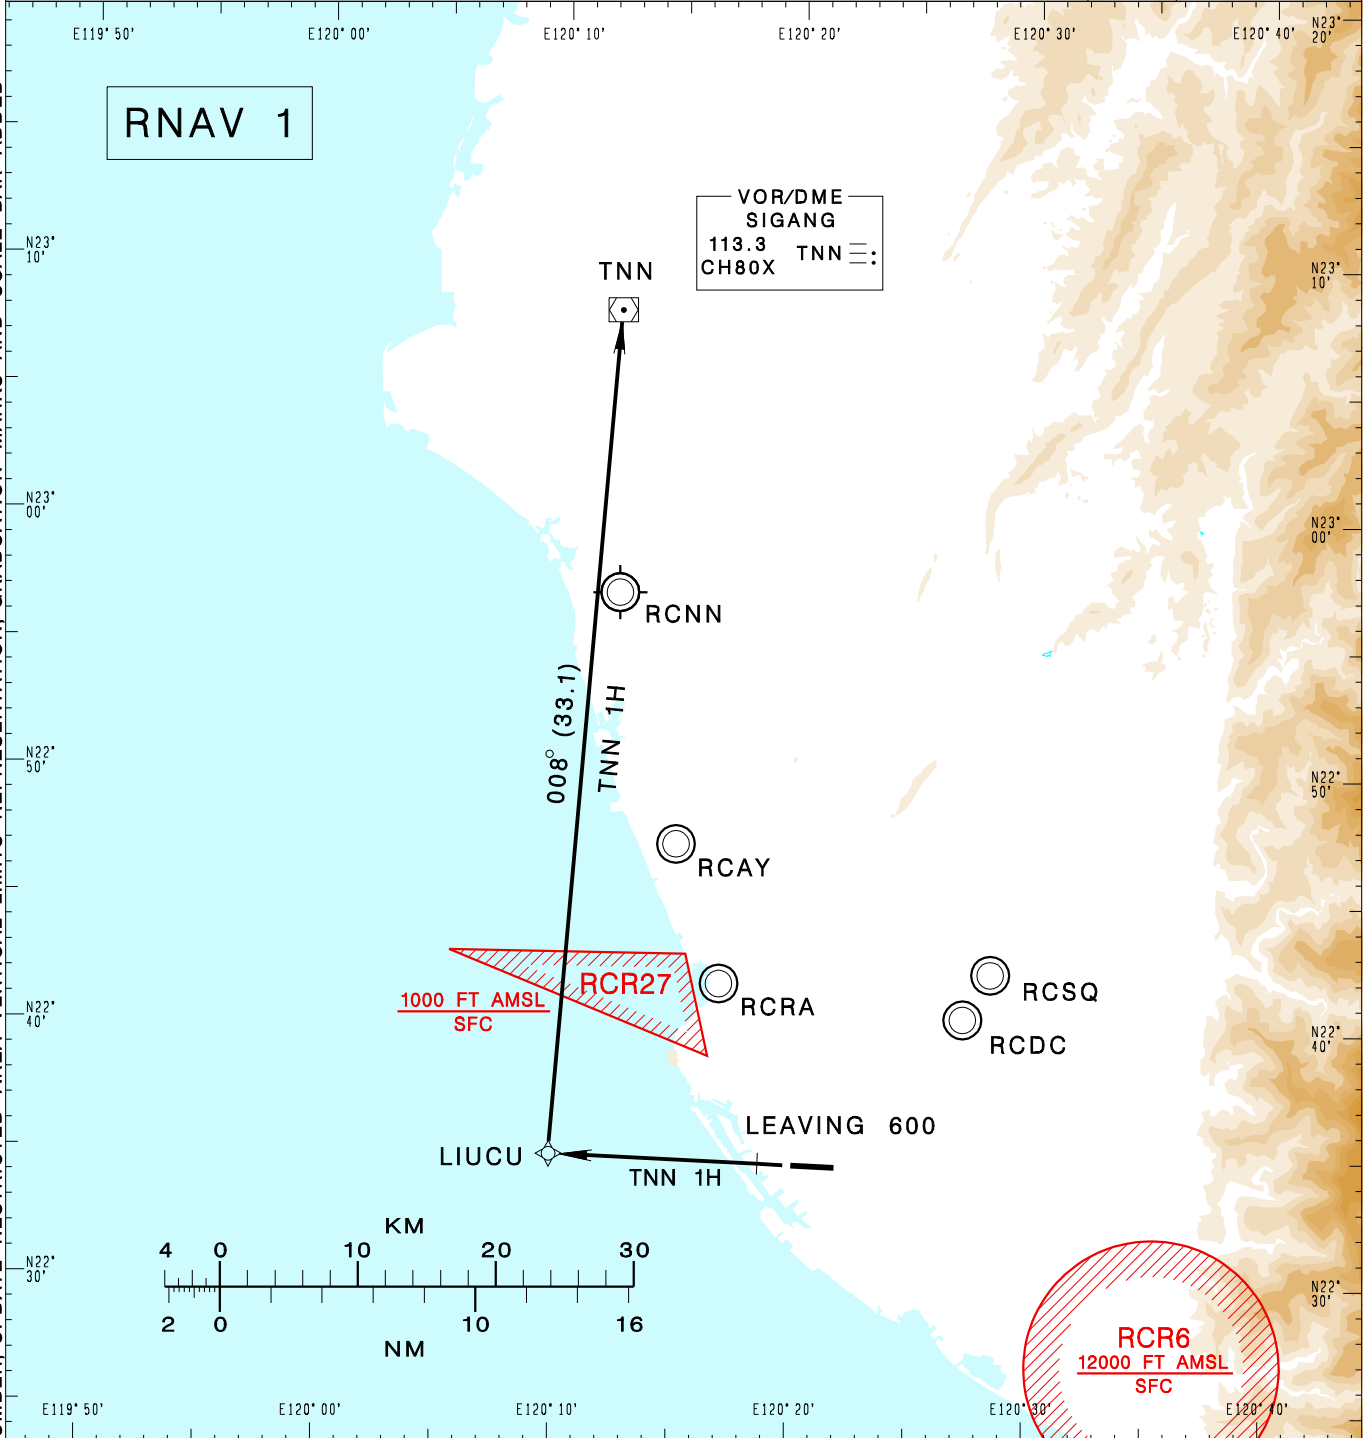 E119°50'
E120°00'
E120°10'
E120°20'
E120°30'
E120°40'
N23°
20'
RNAV 1
VOR/DME
SIGANG
113.3
CH80X
TNN
N23°
10'
N23°
10'
TNN
N23°
00'
N23°
00'
RCNN
008° (33.1)
TNN 1H
N22°
50'
N22°
50'
RCAY
RCR27
1000 FT AMSL
SFC
RCRA
RCSQ
RCDC
N22°
40'
N22°
40'
LEAVING 600
LIUCU
TNN 1H
KM
4 0 10 20 30
2 0 10 16
NM
N22°
30'
N22°
30'
RCR6
12000 FT AMSL
SFC
E119°50'
E120°00'
E120°10'
E120°20'
E120°30'
E120°40'